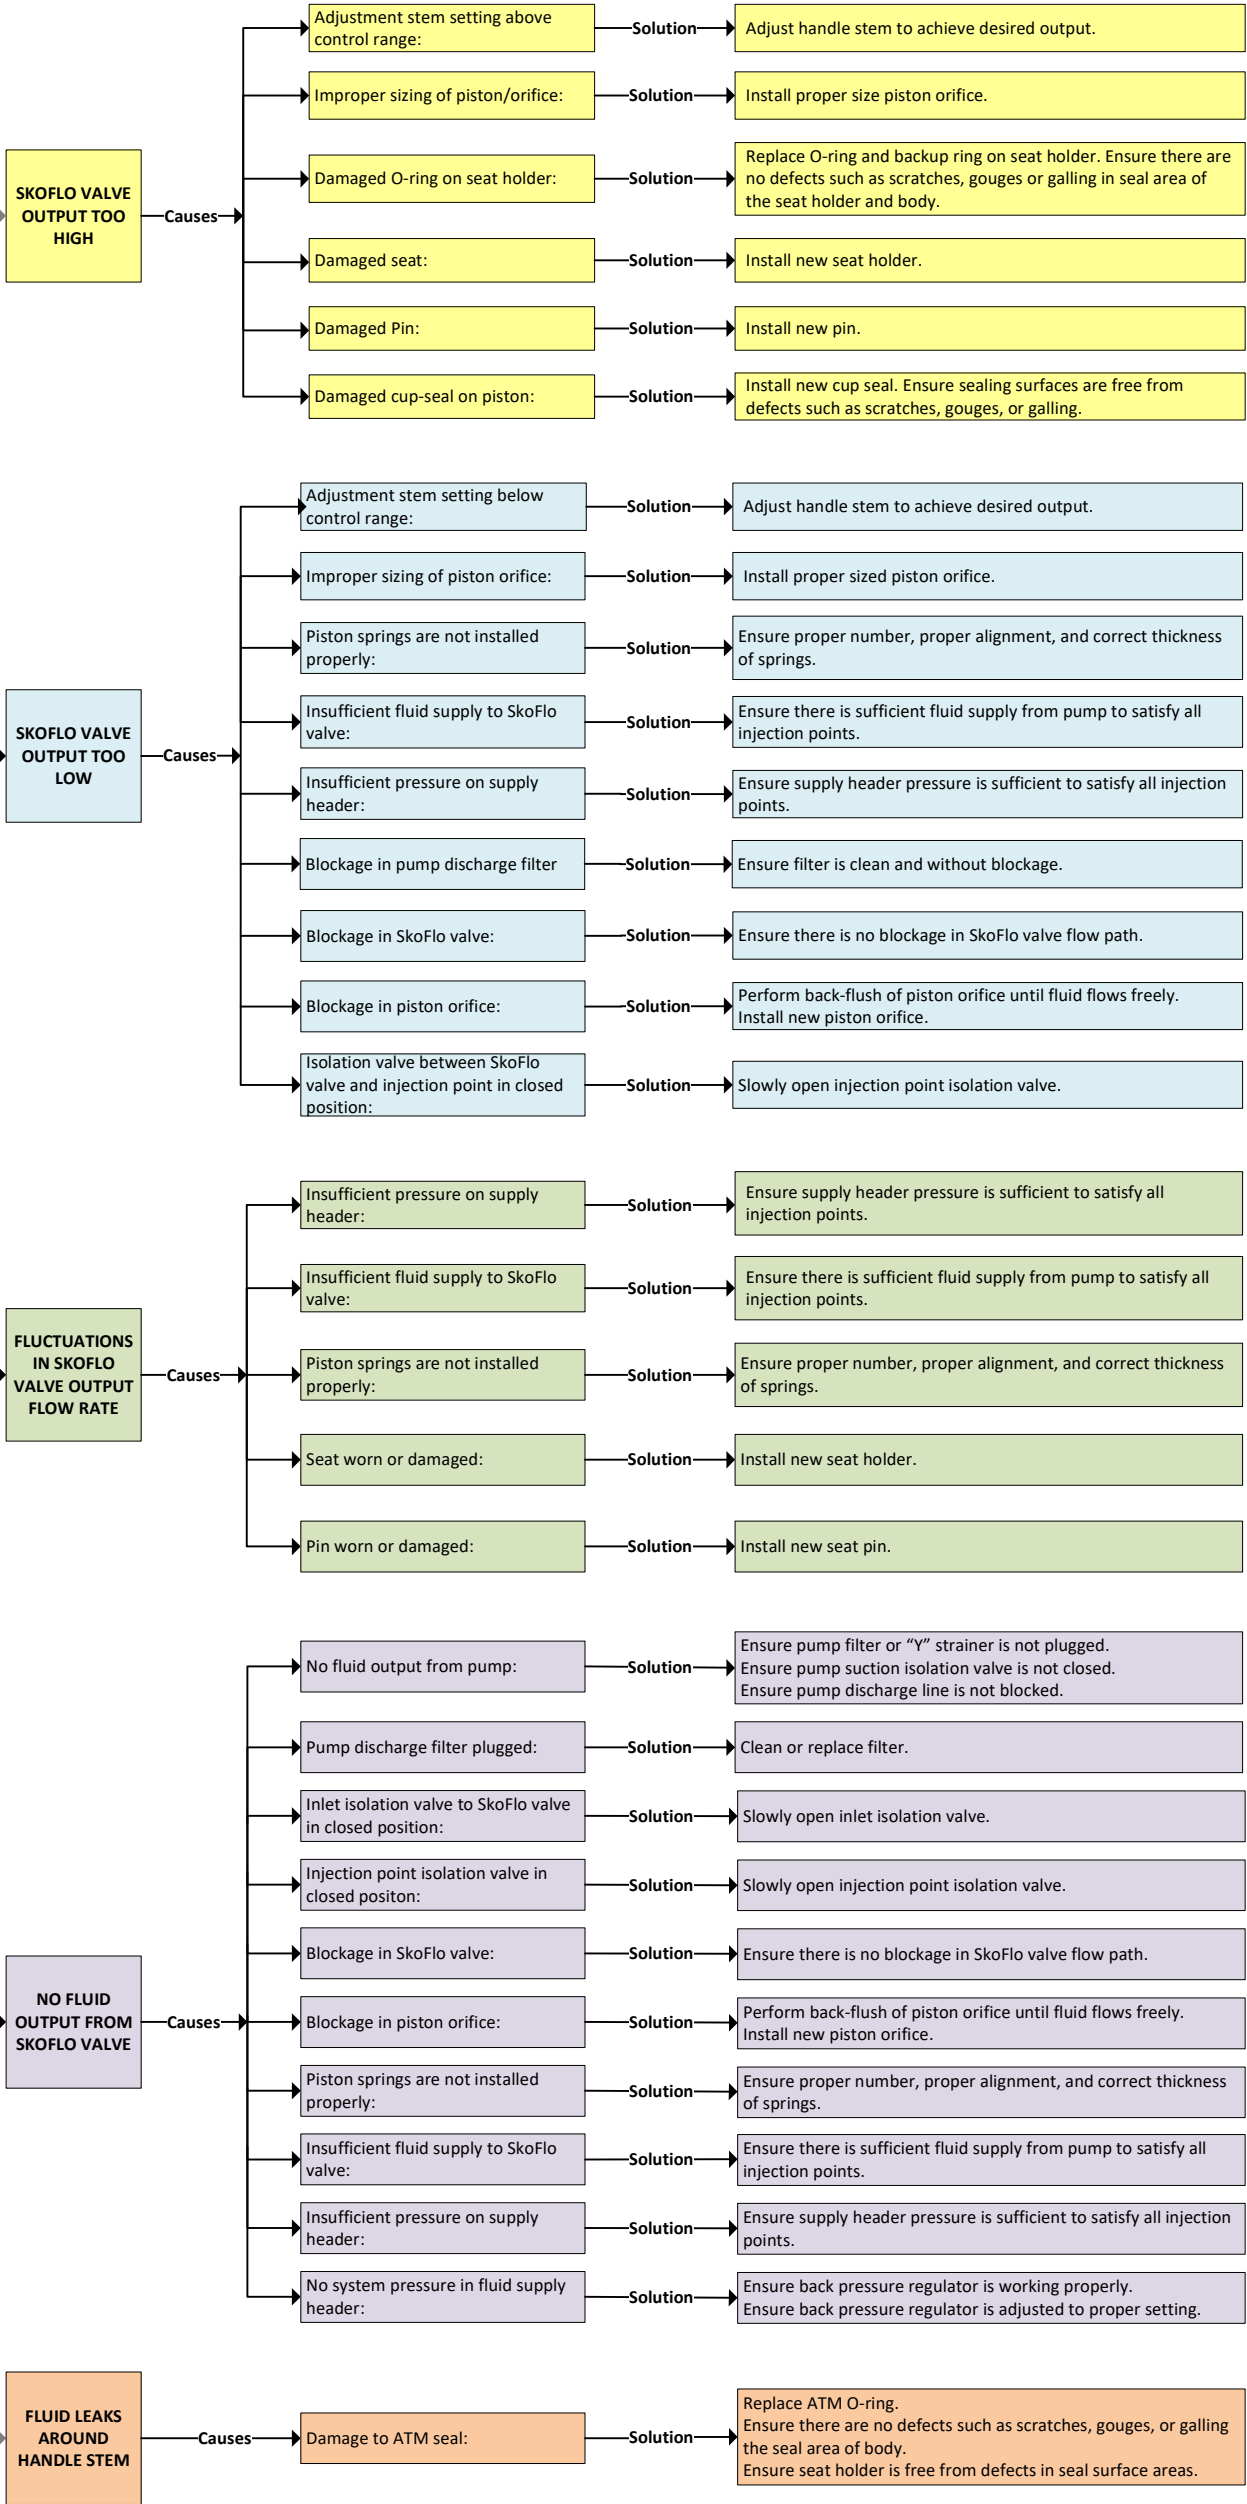 SKOFLO VALVE
OUTPUT TOO
HIGH
Causes
Adjustment stem setting above
control range:
Solution
Adjust handle stem to achieve desired output.
Improper sizing of piston/orifice:
Solution
Install proper size piston orifice.
Damaged O-ring on seat holder:
Solution
Replace O-ring and backup ring on seat holder. Ensure there are
no defects such as scratches, gouges or galling in seal area of
the seat holder and body.
Damaged seat:
Solution
Install new seat holder.
Damaged Pin:
Solution
Install new pin.
Damaged cup-seal on piston:
Solution
Install new cup seal. Ensure sealing surfaces are free from
defects such as scratches, gouges, or galling.
SKOFLO VALVE
OUTPUT TOO
LOW
Causes
Adjustment stem setting below
control range:
Solution
Adjust handle stem to achieve desired output.
Improper sizing of piston orifice:
Solution
Install proper sized piston orifice.
Piston springs are not installed
properly:
Solution
Ensure proper number, proper alignment, and correct thickness
of springs.
Insufficient fluid supply to SkoFlo
valve:
Solution
Ensure there is sufficient fluid supply from pump to satisfy all
injection points.
Insufficient pressure on supply
header:
Solution
Ensure supply header pressure is sufficient to satisfy all injection
points.
Blockage in pump discharge filter
Solution
Ensure filter is clean and without blockage.
Blockage in SkoFlo valve:
Solution
Ensure there is no blockage in SkoFlo valve flow path.
Blockage in piston orifice:
Solution
Perform back-flush of piston orifice until fluid flows freely.
Install new piston orifice.
Isolation valve between SkoFlo
valve and injection point in closed
position:
Solution
Slowly open injection point isolation valve.
FLUCTUATIONS
IN SKOFLO
VALVE OUTPUT
FLOW RATE
Causes
Insufficient pressure on supply
header:
Solution
Ensure supply header pressure is sufficient to satisfy all
injection points.
Insufficient fluid supply to SkoFlo
valve:
Solution
Ensure there is sufficient fluid supply from pump to satisfy all
injection points.
Piston springs are not installed
properly:
Solution
Ensure proper number, proper alignment, and correct thickness
of springs.
Seat worn or damaged:
Solution
Install new seat holder.
Pin worn or damaged:
Solution
Install new seat pin.
NO FLUID
OUTPUT FROM
SKOFLO VALVE
Causes
No fluid output from pump:
Solution
Ensure pump filter or “Y” strainer is not plugged.
Ensure pump suction isolation valve is not closed.
Ensure pump discharge line is not blocked.
Pump discharge filter plugged:
Solution
Clean or replace filter.
Inlet isolation valve to SkoFlo valve
in closed position:
Solution
Slowly open inlet isolation valve.
Injection point isolation valve in
closed positon:
Solution
Slowly open injection point isolation valve.
Blockage in SkoFlo valve:
Solution
Ensure there is no blockage in SkoFlo valve flow path.
Blockage in piston orifice:
Solution
Perform back-flush of piston orifice until fluid flows freely.
Install new piston orifice.
Piston springs are not installed
properly:
Solution
Ensure proper number, proper alignment, and correct thickness
of springs.
Insufficient fluid supply to SkoFlo
valve:
Solution
Ensure there is sufficient fluid supply from pump to satisfy all
injection points.
Insufficient pressure on supply
header:
Solution
Ensure supply header pressure is sufficient to satisfy all injection
points.
No system pressure in fluid supply
header:
Solution
Ensure back pressure regulator is working properly.
Ensure back pressure regulator is adjusted to proper setting.
FLUID LEAKS
AROUND
HANDLE STEM
Causes
Damage to ATM seal:
Solution
Replace ATM O-ring.
Ensure there are no defects such as scratches, gouges, or galling
the seal area of body.
Ensure seat holder is free from defects in seal surface areas.